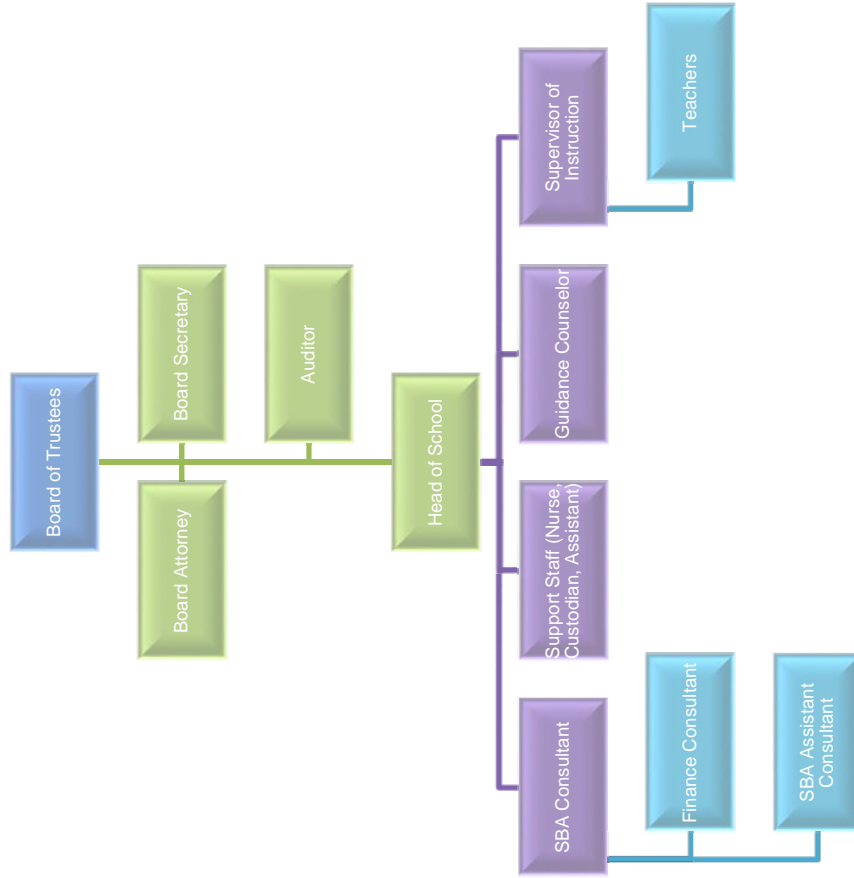 Board of Trustees
Board Attorney
Board Secretary
Auditor
Head of School
SBA Consultant
Support Staff (Nurse,
Custodian, Assistant)
Guidance Counselor
Supervisor of
Instruction
Finance Consultant
SBA Assistant
Consultant
Teachers